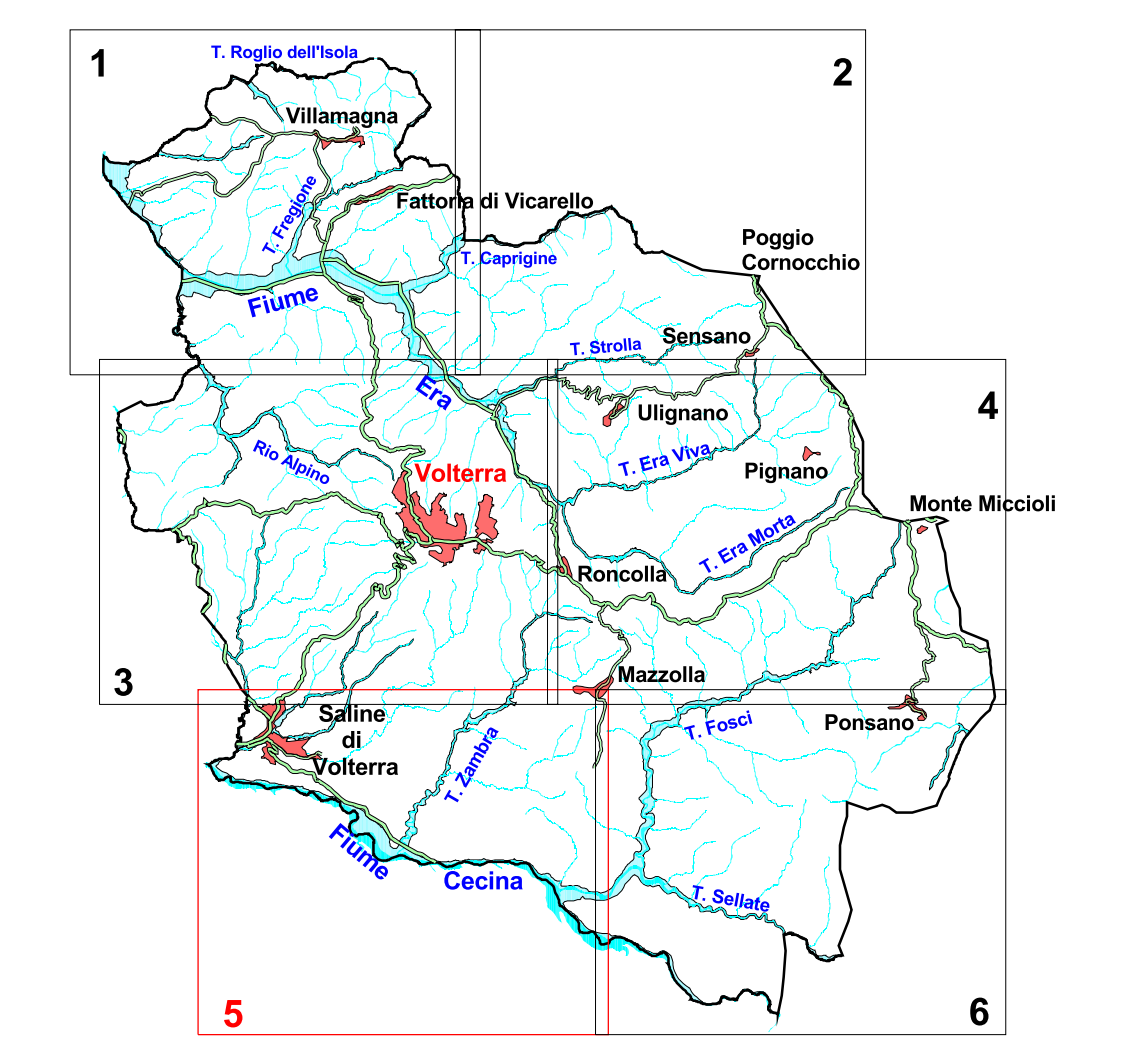 1
T. Roglio dell'Isola
2
Villamagna
T. Fregione
Fattoria di Vicarello
Poggio
Cornocchio
T. Caprigine
Fiume
Sensano
T. Strolla
Era
4
Ulignano
Rio Alpino
Volterra
T. Era Viva
Pignano
Monte Miccioli
T. Era Morta
Roncolla
3
Mazzolla
Saline
di
Volterra
T. Zambra
T. Fosci
Ponsano
Fiume
Cecina
T. Sellate
5
6